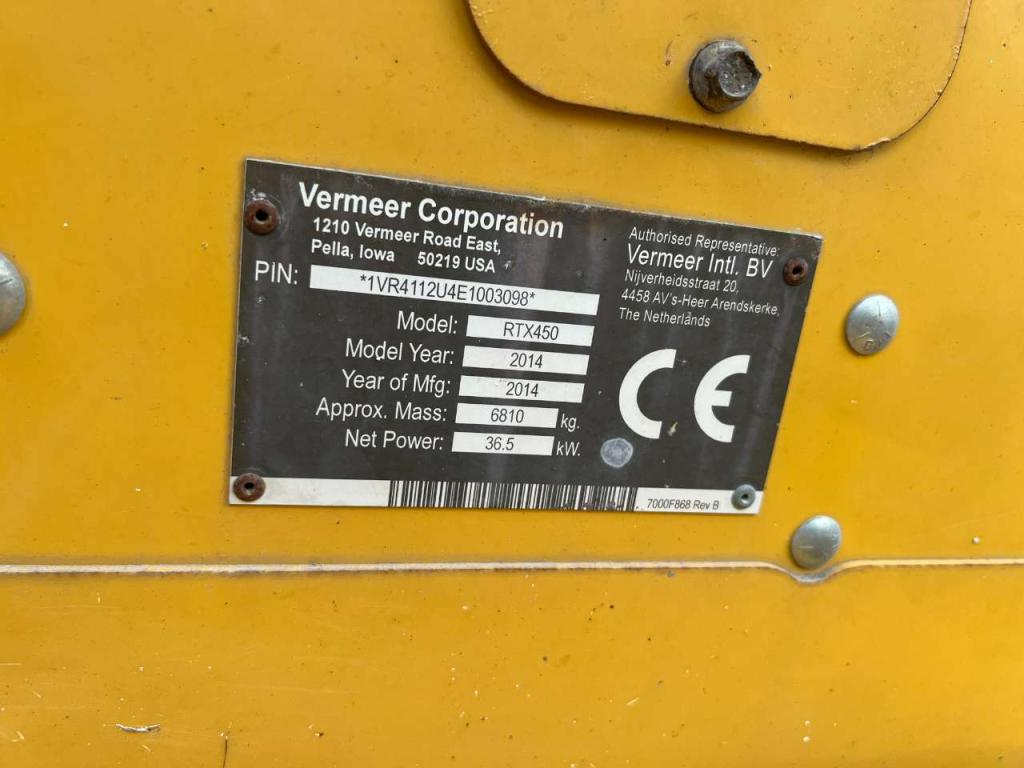 Vermeer Corporation
1210 Vermeer Road East,
Pella, Iowa 50219 USA
PIN: *1VR4112U4E1003098*
Model: RTX450
Model Year: 2014
Year of Mfg: 2014
Approx. Mass: 6810 kg.
Net Power: 36.5 kW.
Authorised Representative:
Vermeer Intl. BV
Nijverheidsstraat 20,
4458 AV's-Heer Arendskerke,
The Netherlands
CE
7000F868 Rev B